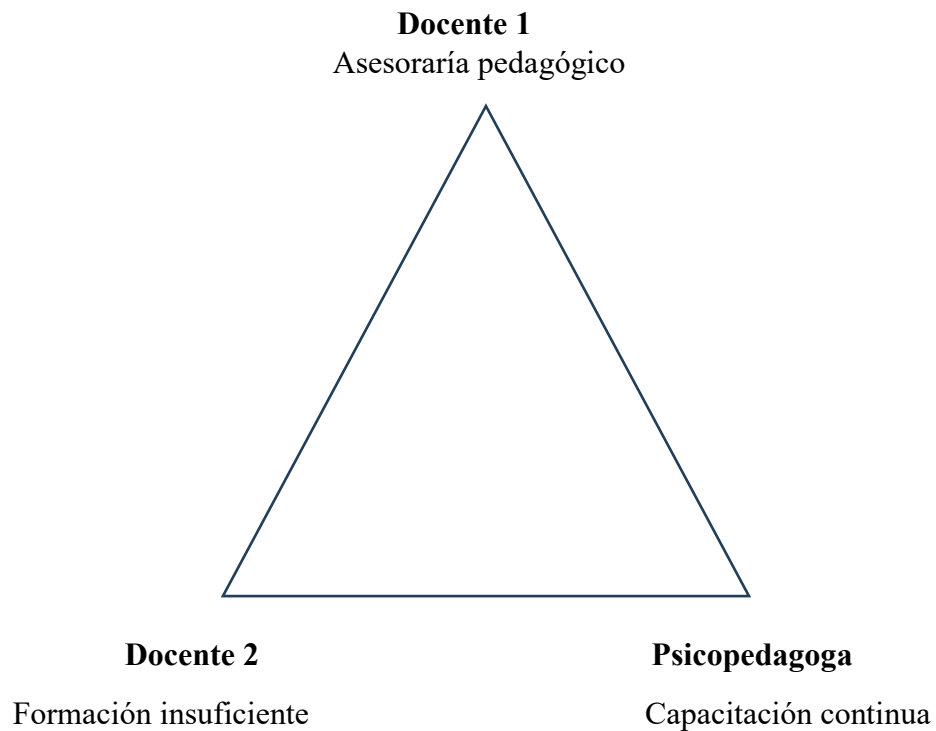 Docente 1
Asesoraría pedagógico
Docente 2
Psicopedagoga
Formación insuficiente
Capacitación continua